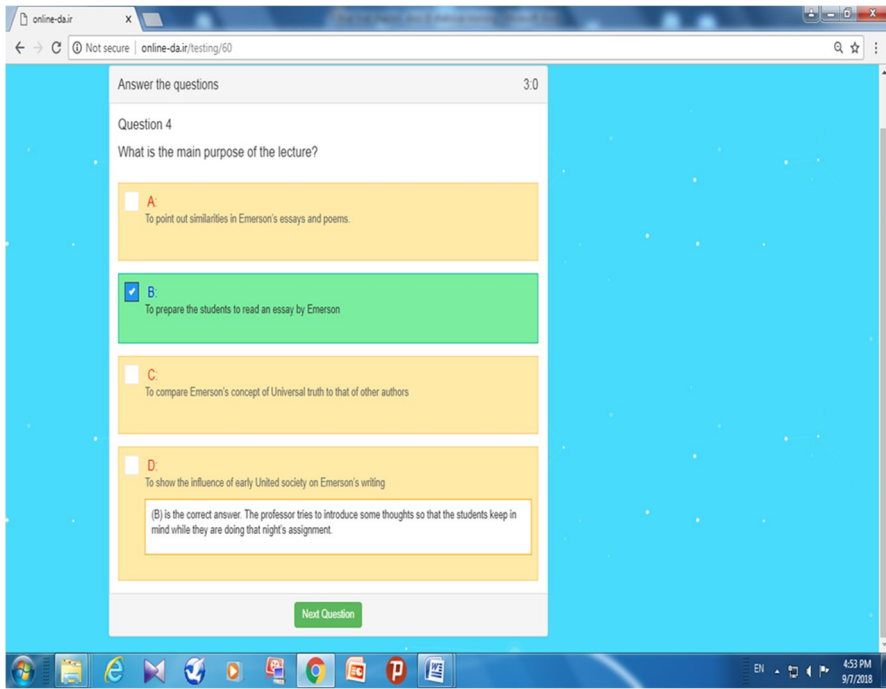 online-da.ir
Not secure | online-da.ir/testing/60
Answer the questions 3:0
Question 4
What is the main purpose of the lecture?
A:
To point out similarities in Emerson's essays and poems.
B:
To prepare the students to read an essay by Emerson
C:
To compare Emerson's concept of Universal truth to that of other authors
D:
To show the influence of early United society on Emerson's writing
(B) is the correct answer. The professor tries to introduce some thoughts so that the students keep in
mind while they are doing that night's assignment.
Next Question
EN
4:53 PM
9/7/2018